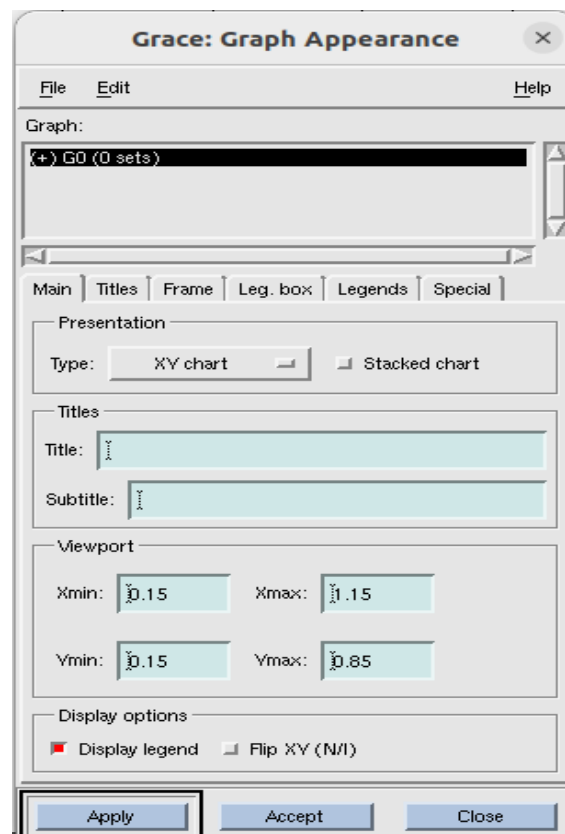 Grace: Graph Appearance
File Edit Help
Graph:
(+) G0 (0 sets)
Main Titles Frame Leg. box Legends Special
Presentation
Type: XY chart Stacked chart
Titles
Title:
Subtitle:
Viewport
Xmin: 0.15 Xmax: 1.15
Ymin: 0.15 Ymax: 0.85
Display options
Display legend Flip XY (N/I)
Apply Accept Close